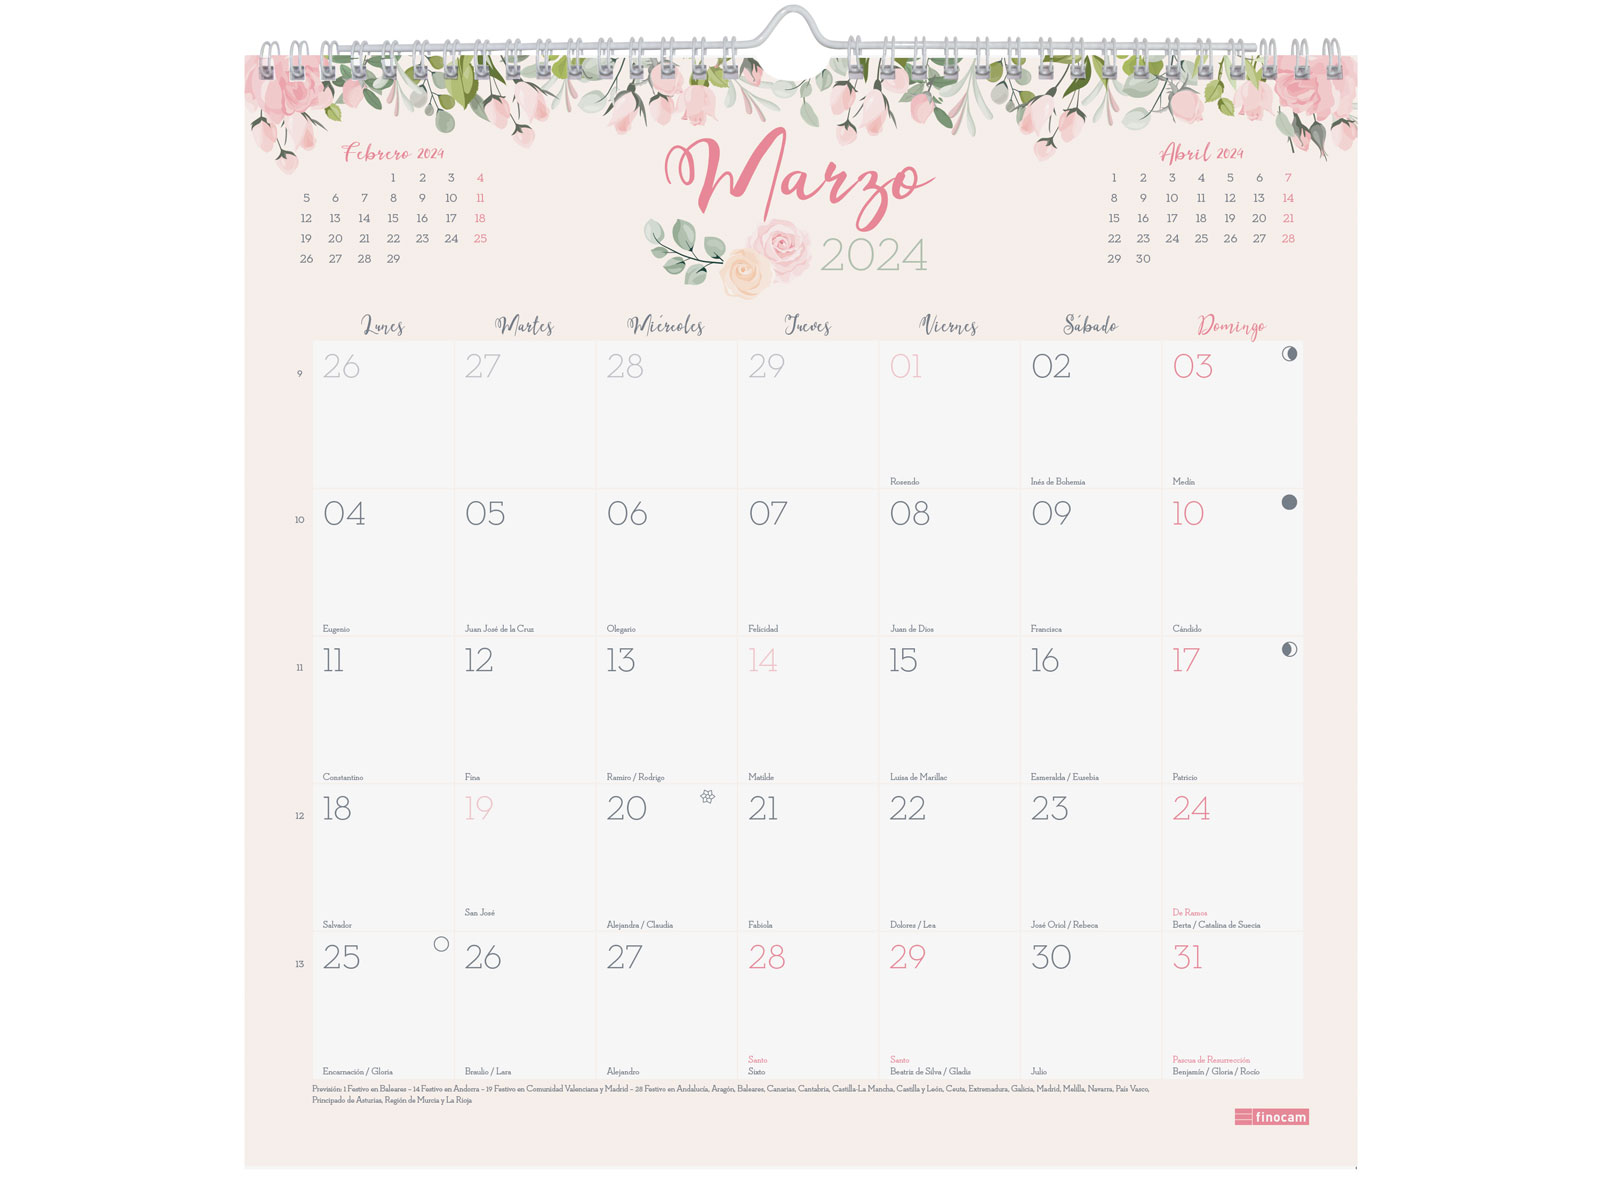 Febrero 2024
1 2 3 4
5 6 7 8 9 10 11
12 13 14 15 16 17 18
19 20 21 22 23 24 25
26 27 28 29
Marzo
2024
Abril 2024
1 2 3 4 5 6 7
8 9 10 11 12 13 14
15 16 17 18 19 20 21
22 23 24 25 26 27 28
29 30
Lunes Martes Miércoles Jueves Viernes Sábado Domingo
9 26 27 28 29 01 02 03
Rosendo Inés de Bohemia Medín
10 04 05 06 07 08 09 10
Eugenio Juan José de la Cruz Olegario Felicidad Juan de Dios Francisca Cándido
11 11 12 13 14 15 16 17
Constantino Fina Ramiro / Rodrigo Matilde Luisa de Marillac Esmeralda / Eusebia Patricio
12 18 19 20 21 22 23 24
San José De Ramos
Salvador Alejandra / Claudia Fabiola Dolores / Lea José Oriol / Rebeca Berta / Catalina de Suecia
13 25 26 27 28 29 30 31
Santo Santo Pascua de Resurrección
Encarnación / Gloria Braulio / Lara Alejandro Sixto Beatriz de Silva / Gladis Julio Benjamín / Gloria / Rocío
Previsión: 1 Festivo en Baleares - 14 Festivo en Andorra - 19 Festivo en Comunidad Valenciana y Madrid - 28 Festivo en Andalucía, Aragón, Baleares, Canarias, Cantabria, Castilla-La Mancha, Castilla y León, Ceuta, Extremadura, Galicia, Madrid, Melilla, Navarra, País Vasco,
Principado de Asturias, Región de Murcia y La Rioja
finocam